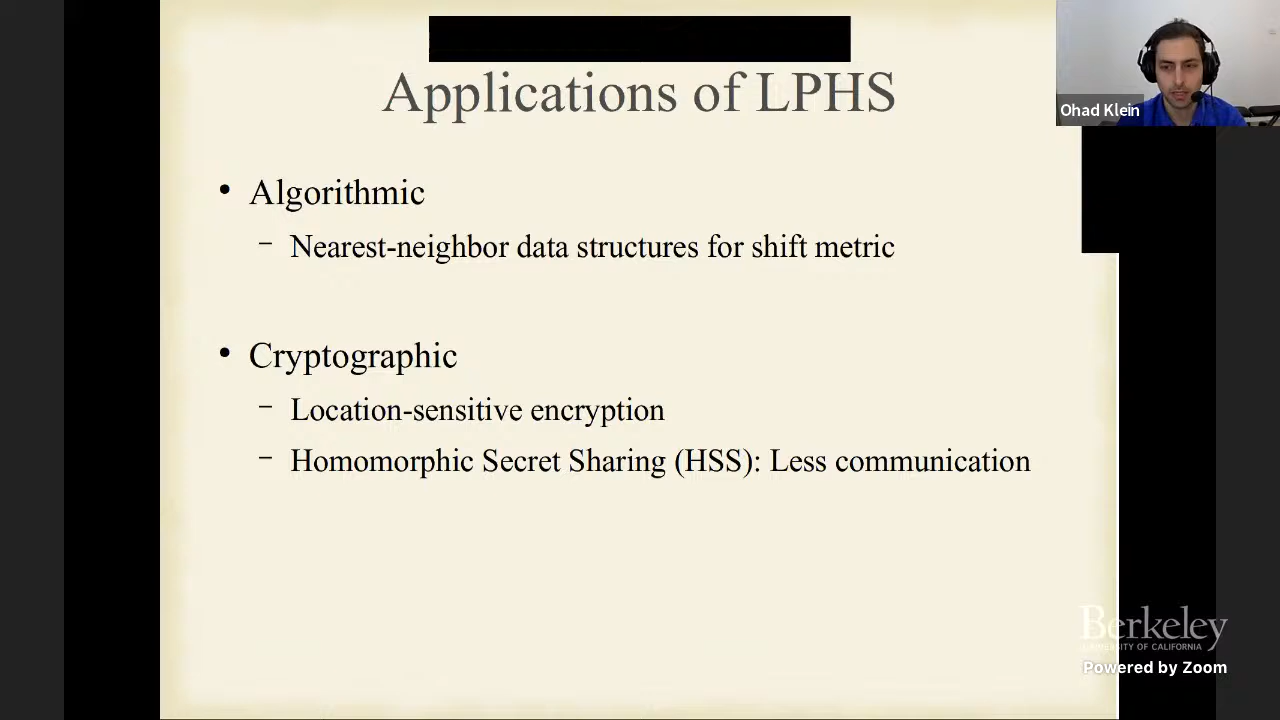 Applications of LPHS
Ohad Klein
• Algorithmic
– Nearest-neighbor data structures for shift metric
• Cryptographic
– Location-sensitive encryption
– Homomorphic Secret Sharing (HSS): Less communication
Berkeley
UNIVERSITY OF CALIFORNIA
Powered by Zoom